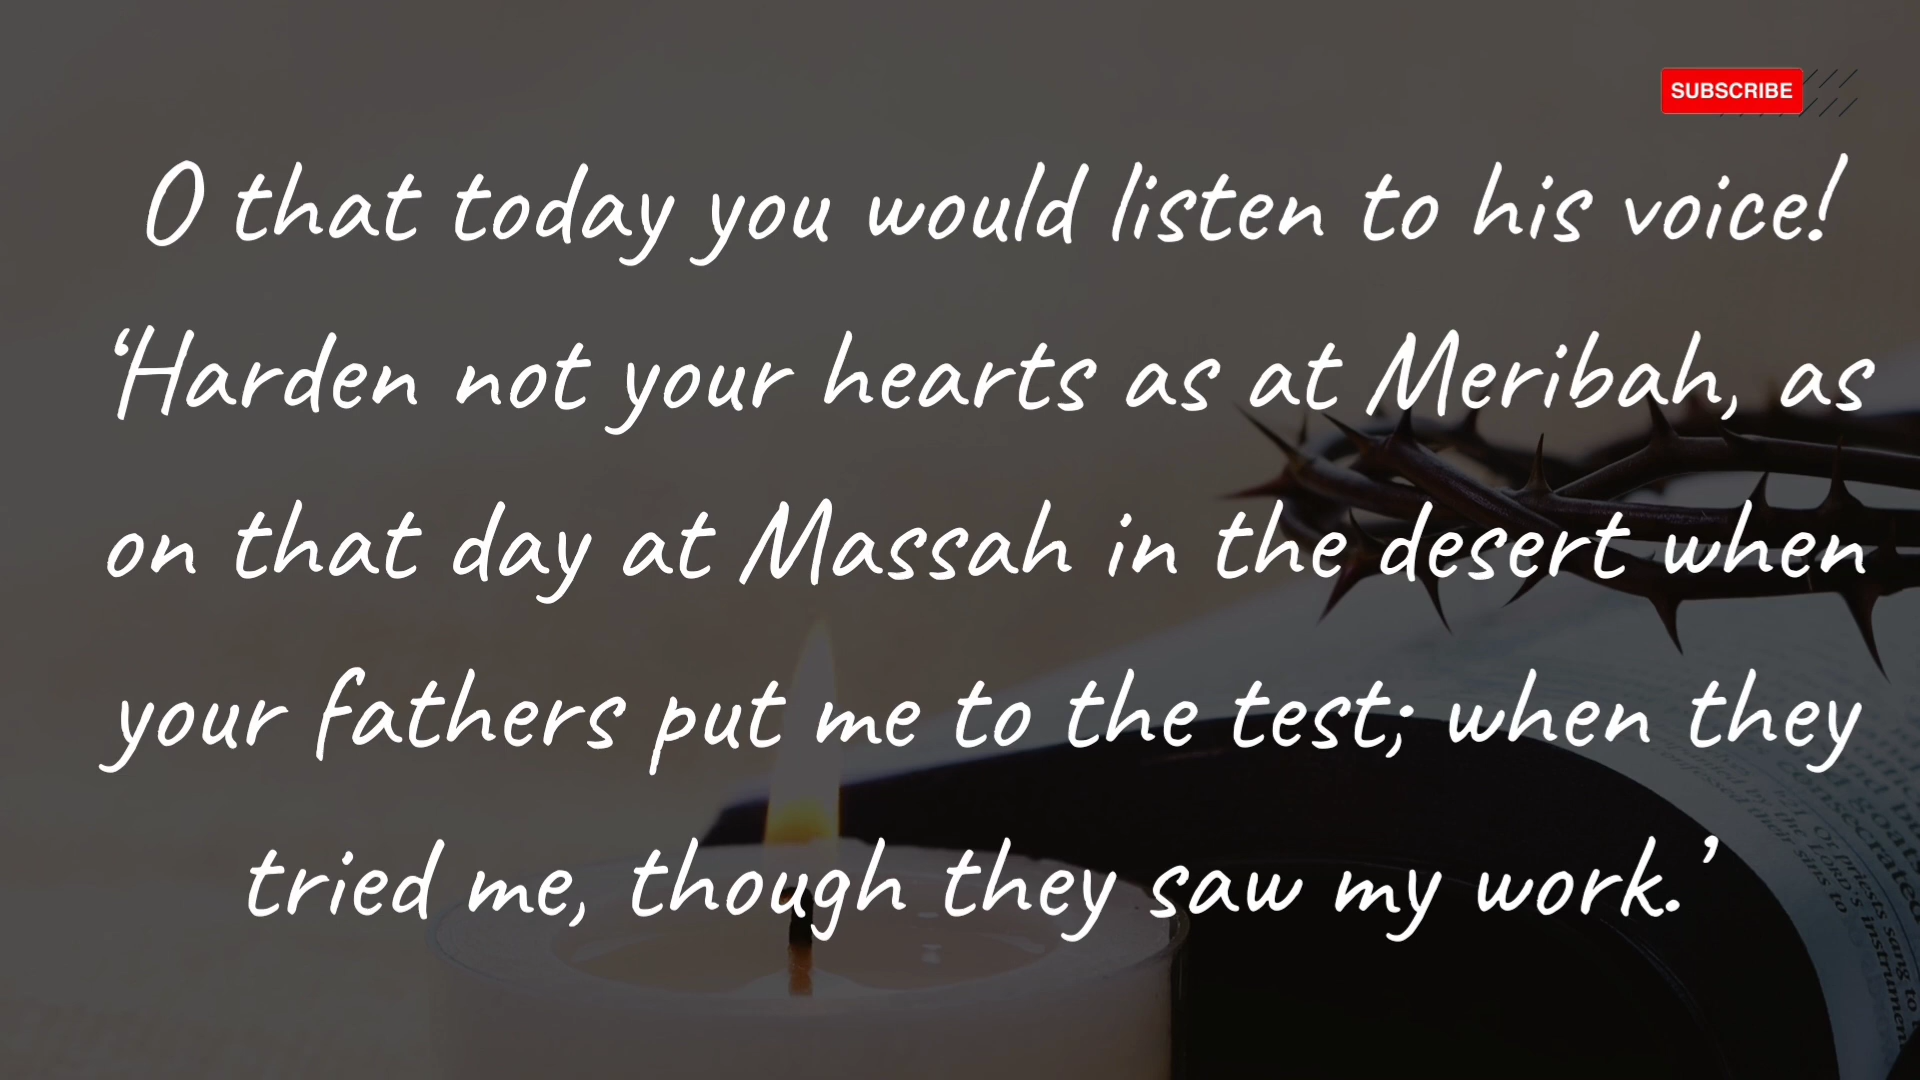 SUBSCRIBE
O that today you would listen to his voice!
‘Harden not your hearts as at Meribah, as
on that day at Massah in the desert when
your fathers put me to the test; when they
tried me, though they saw my work.’